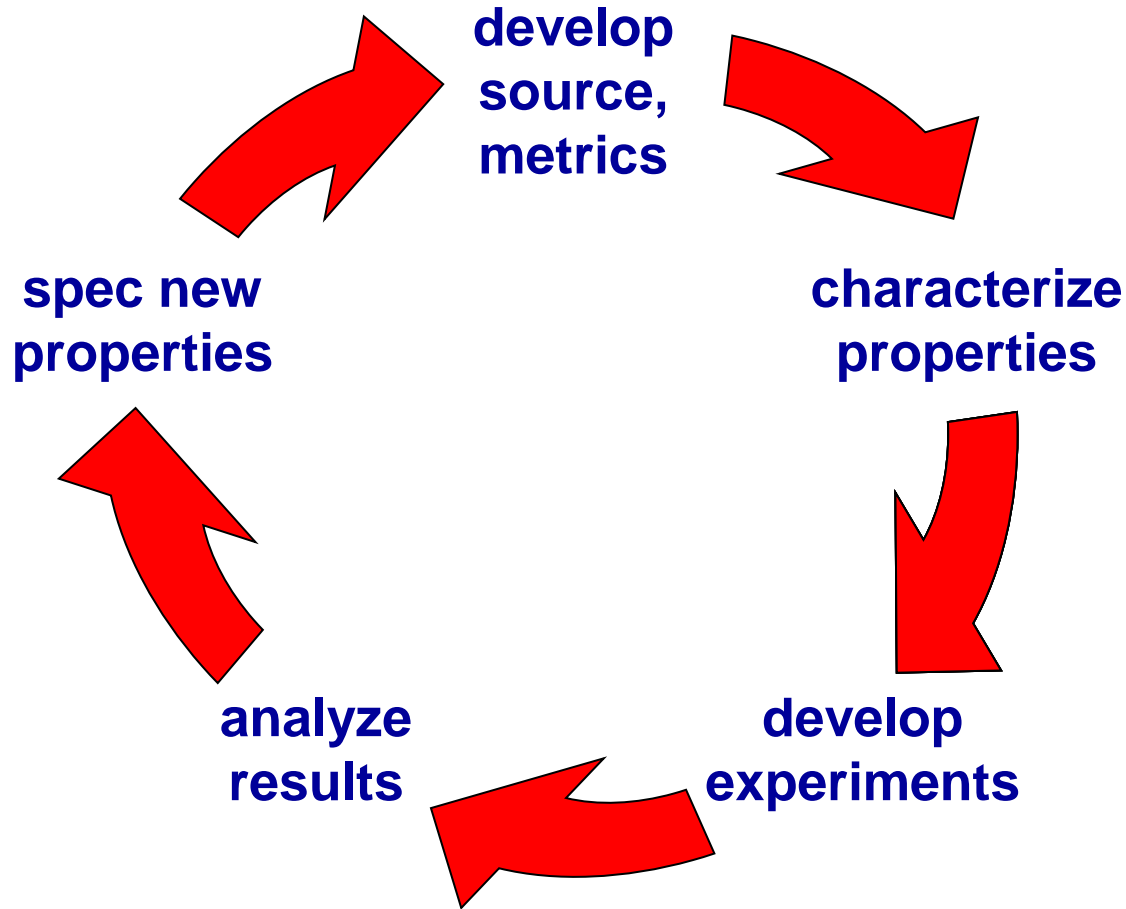 develop
source,
metrics
characterize
properties
develop
experiments
analyze
results
spec new
properties